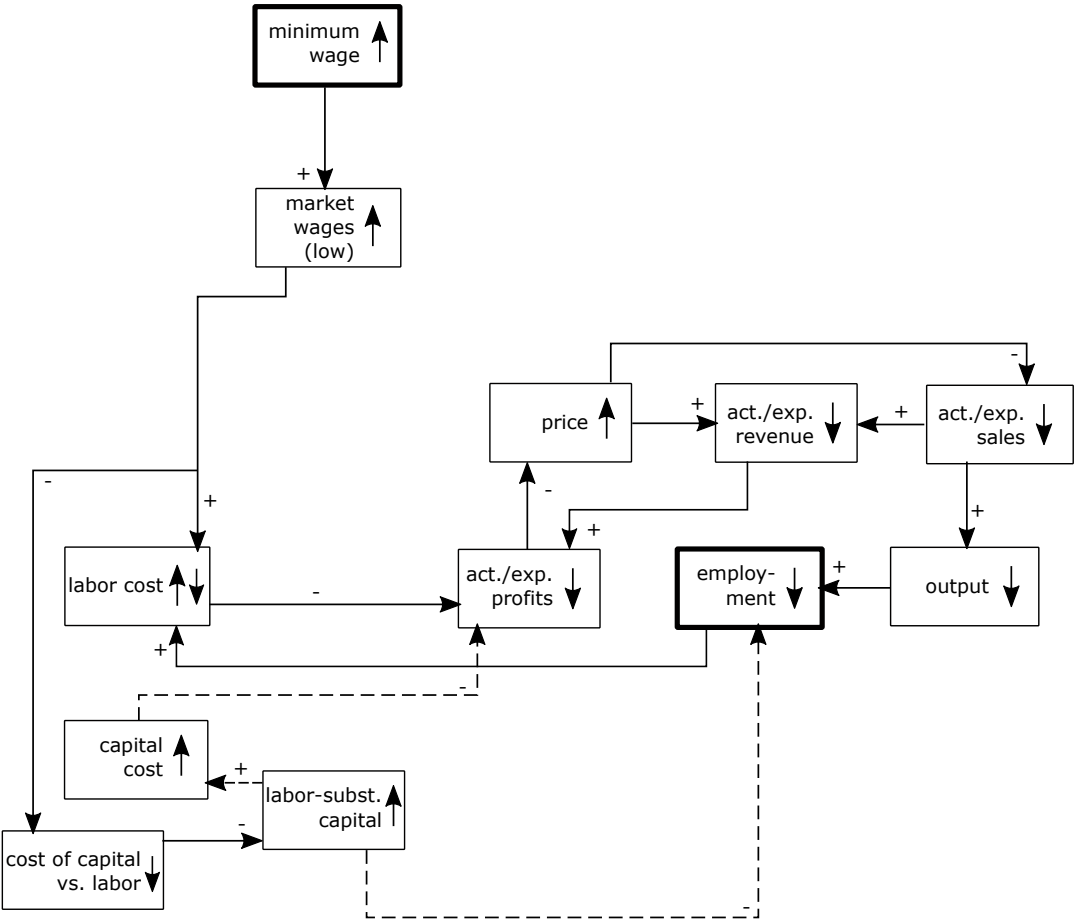 minimum
wage
+
market
wages
(low)
-
+
-
price
+
act./exp.
revenue
+
act./exp.
sales
-
+
+
-
labor cost
-
act./exp.
profits
employ-
ment
+
output
+
-
capital
cost
+
labor-subst.
capital
-
cost of capital
vs. labor
-